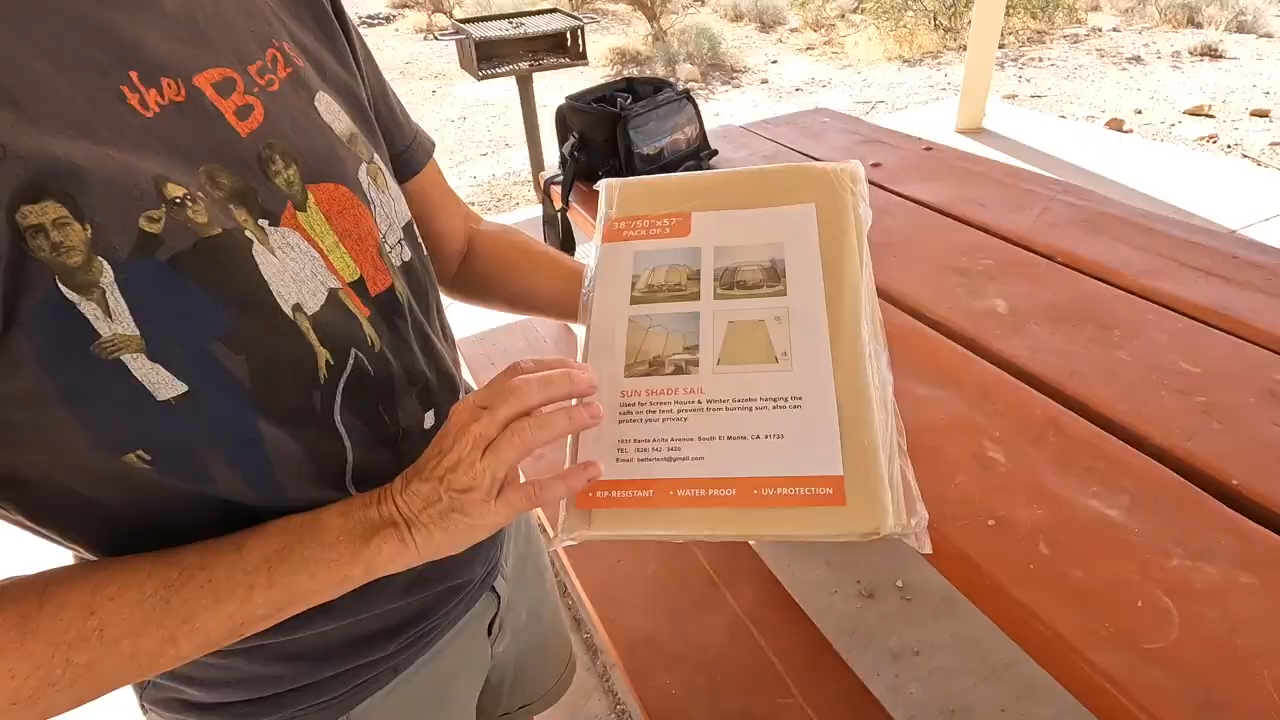 the B-52's
38"/50"x57"
PACK OF 3
SUN SHADE SAIL
Used for Screen House & Winter Gazebo hanging the
sails on the tent, prevent from burning sun, also can
protect your privacy.
1931 Santa Anita Avenue, South El Monte, CA, 91733
TEL: (626) 542-3420
Email: bettertent@gmail.com
• RIP-RESISTANT • WATER-PROOF • UV-PROTECTION